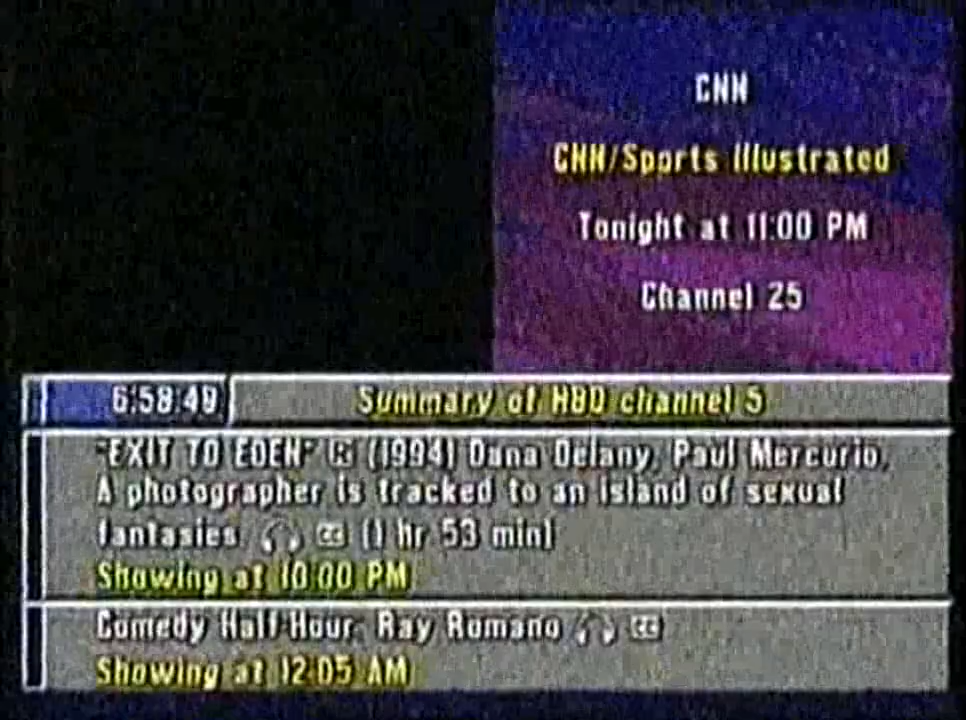 CNN
CNN/Sports Illustrated
Tonight at 11:00 PM
Channel 25
6:58:49
Summary of HBO channel 5
"EXIT TO EDEN" R (1994) Dana Delany, Paul Mercurio,
A photographer is tracked to an island of sexual
fantasies. CC (1 hr 53 min)
Showing at 10:00 PM
Comedy Half-Hour: Ray Romano CC
Showing at 12:05 AM